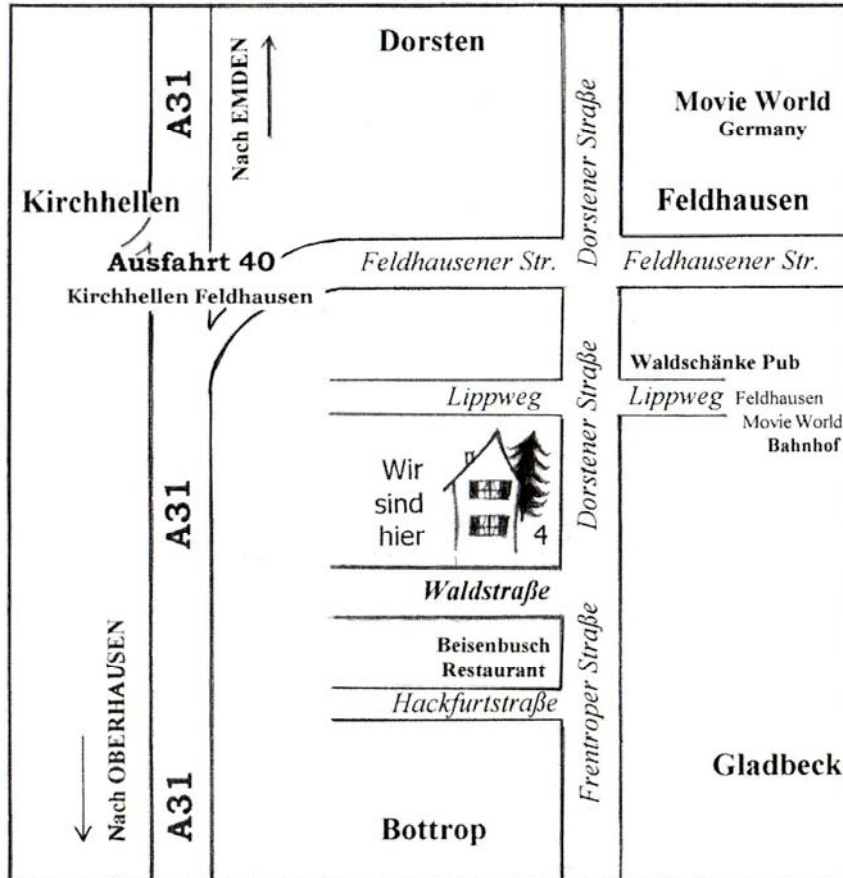 Dorsten
A31
Nach EMDEN
Dorstener Straße
Movie World
Germany
Kirchhellen
Feldhausen
Ausfahrt 40
Kirchhellen Feldhausen
Feldhausener Str.
Feldhausener Str.
Waldschänke Pub
Lippweg
Lippweg Feldhausen
Movie World
Bahnhof
Dorstener Straße
A31
Wir
sind
hier
4
Waldstraße
Beisenbusch
Restaurant
Hackfurtstraße
Frentroper Straße
Nach OBERHAUSEN
A31
Gladbeck
Bottrop